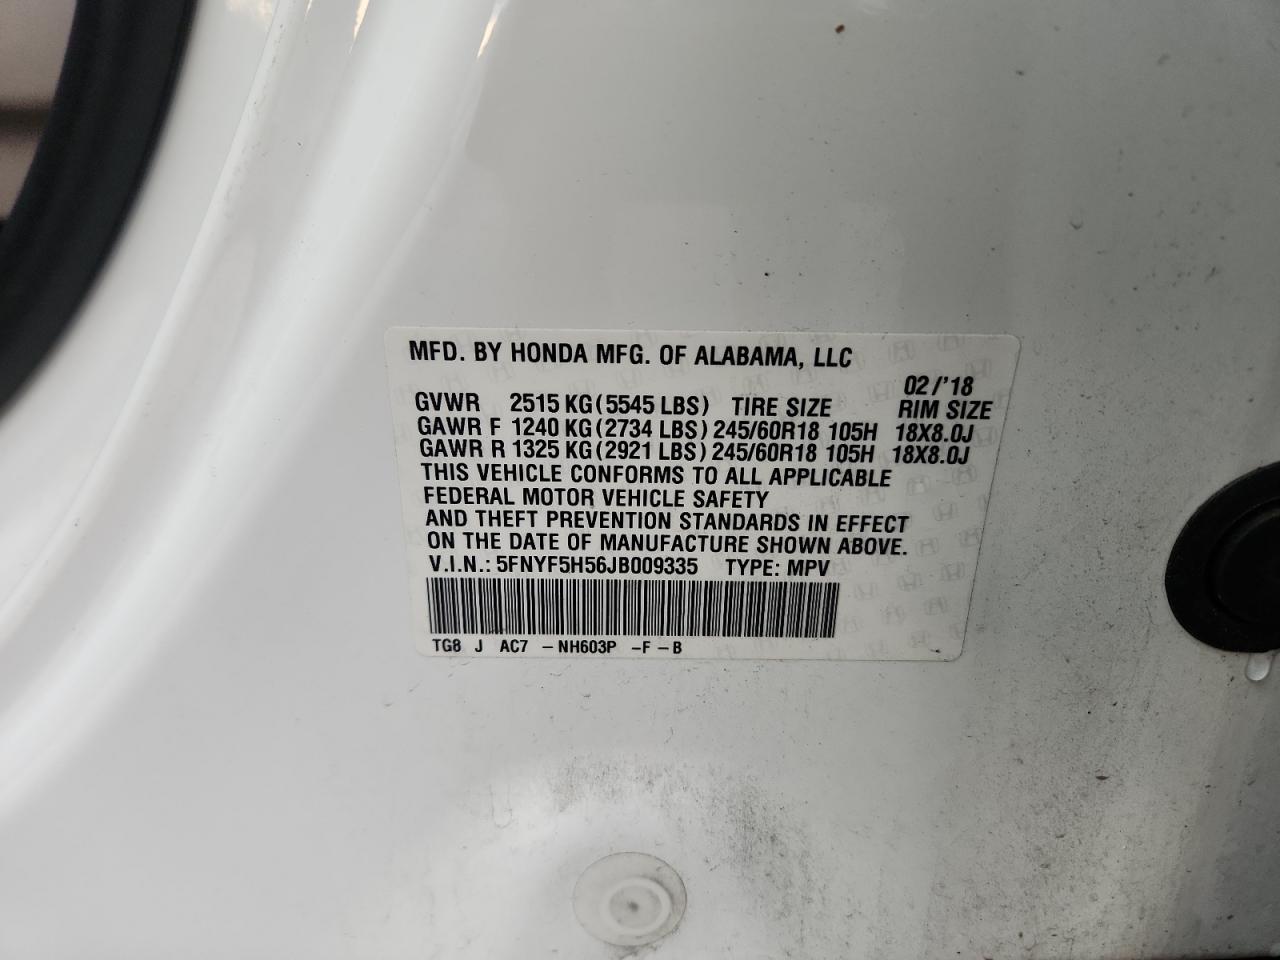 MFD. BY HONDA MFG. OF ALABAMA, LLC
02/'18
GVWR 2515 KG (5545 LBS) TIRE SIZE RIM SIZE
GAWR F 1240 KG (2734 LBS) 245/60R18 105H 18X8.0J
GAWR R 1325 KG (2921 LBS) 245/60R18 105H 18X8.0J
THIS VEHICLE CONFORMS TO ALL APPLICABLE
FEDERAL MOTOR VEHICLE SAFETY
AND THEFT PREVENTION STANDARDS IN EFFECT
ON THE DATE OF MANUFACTURE SHOWN ABOVE.
V.I.N.: 5FNYF5H56JB009335 TYPE: MPV
TG8 J AC7 -NH603P -F-B